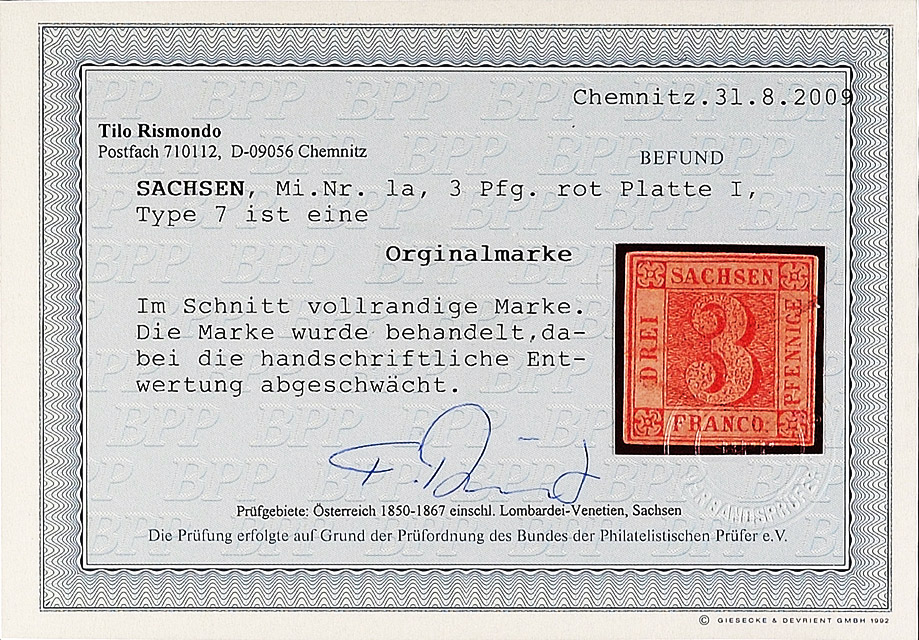 Chemnitz.31.8.2009
Tilo Rismondo
Postfach 710112, D-09056 Chemnitz
BEFUND
SACHSEN, Mi.Nr. 1a, 3 Pfg. rot Platte I,
Type 7 ist eine
Orginalmarke
Im Schnitt vollrandige Marke.
Die Marke wurde behandelt,da-
bei die handschriftliche Ent-
wertung abgeschwächt.
SACHSEN
DREI
3
PFENNIGE
FRANCO.
Prüfgebiete: Österreich 1850-1867 einschl. Lombardei-Venetien, Sachsen
Die Prüfung erfolgte auf Grund der Prüfordnung des Bundes der Philatelistischen Prüfer e.V.
© GIESECKE & DEVRIENT GMBH 1992